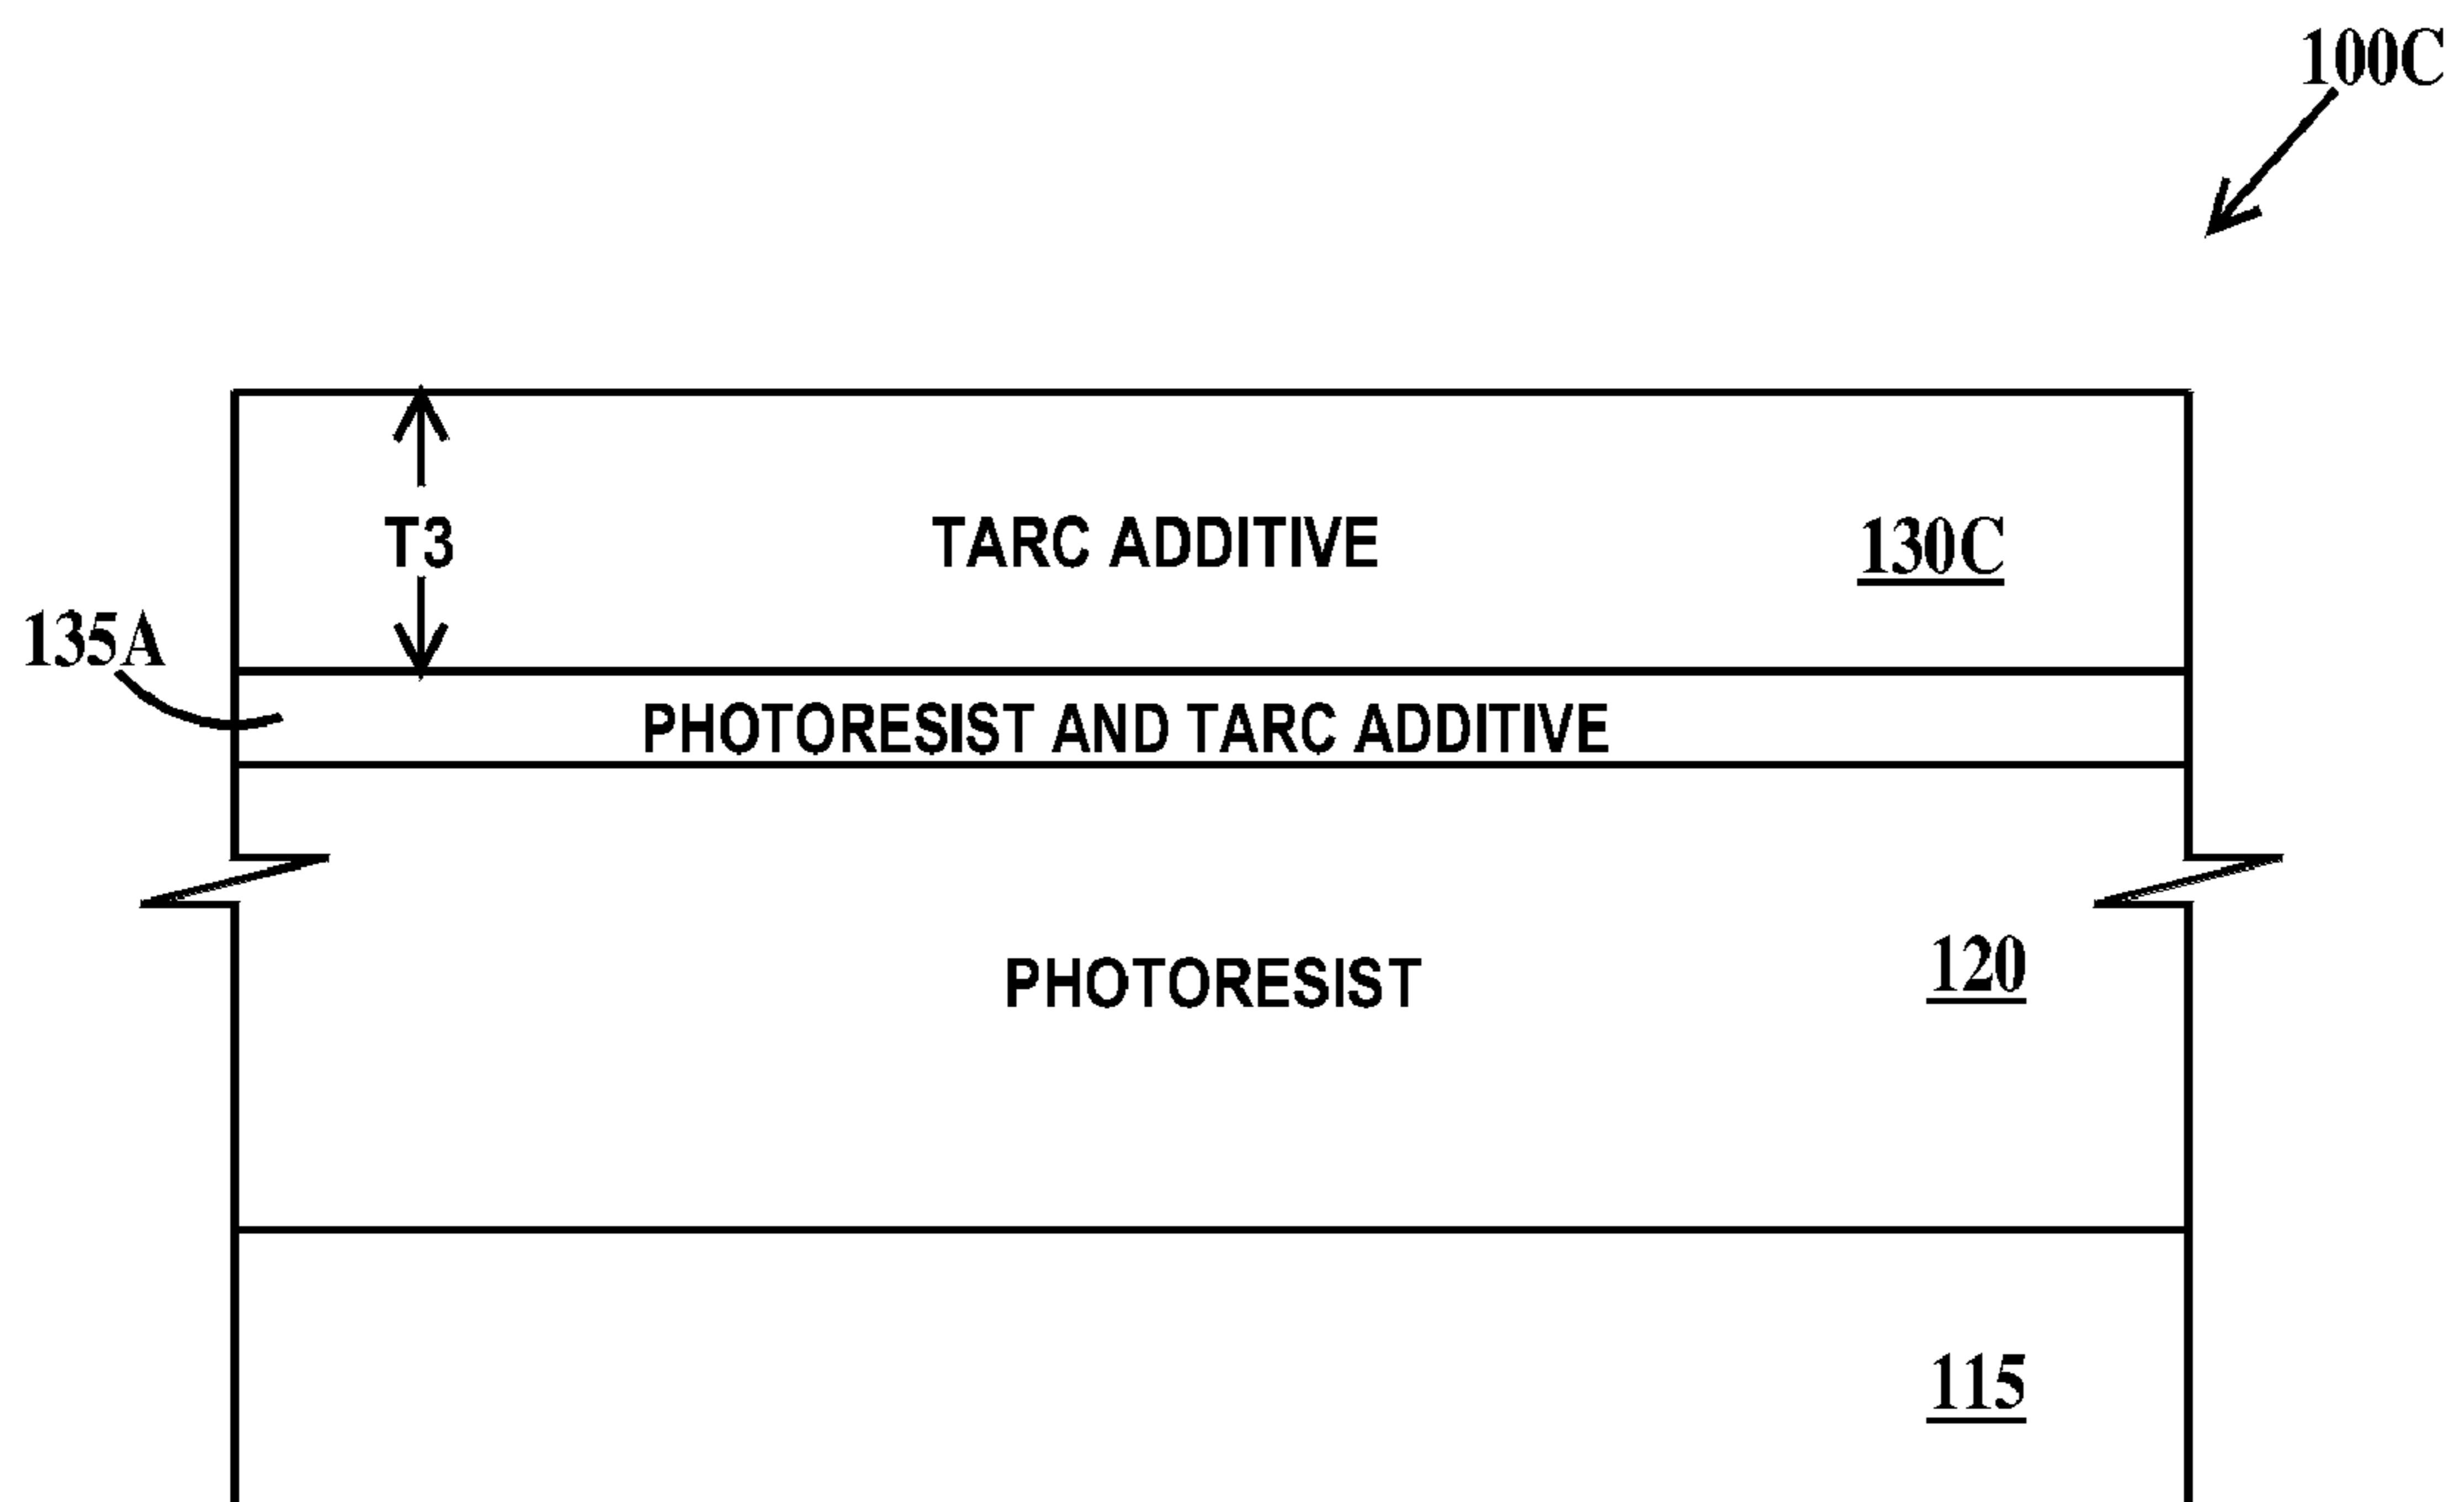 100C
T3
TARC ADDITIVE
130C
135A
PHOTORESIST AND TARC ADDITIVE
PHOTORESIST
120
115